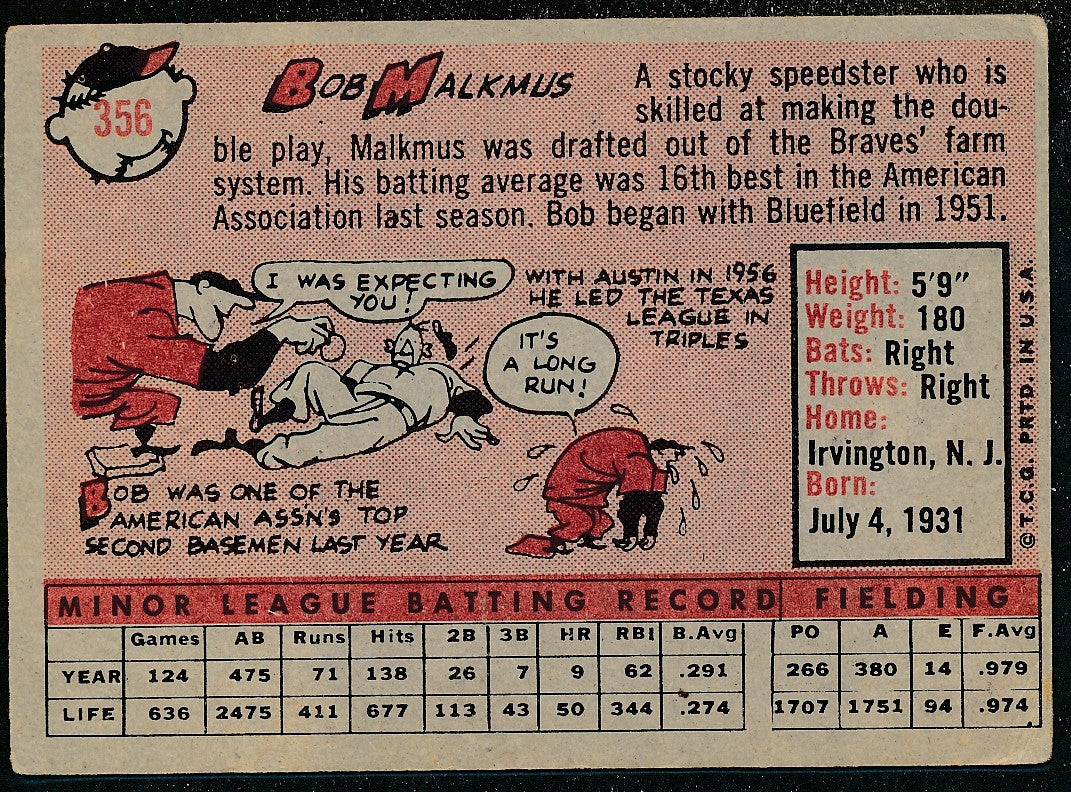 356
BOB MALKMUS
A stocky speedster who is
skilled at making the dou-
ble play, Malkmus was drafted out of the Braves' farm
system. His batting average was 16th best in the American
Association last season. Bob began with Bluefield in 1951.
I WAS EXPECTING
YOU!
WITH AUSTIN IN 1956
HE LED THE TEXAS
LEAGUE IN
TRIPLES
IT'S
A LONG
RUN!
BOB WAS ONE OF THE
AMERICAN ASSN'S TOP
SECOND BASEMEN LAST YEAR
Height: 5'9"
Weight: 180
Bats: Right
Throws: Right
Home:
Irvington, N. J.
Born:
July 4, 1931
©T.C.G. PRTD. IN U.S.A.
MINOR LEAGUE BATTING RECORD FIELDING
Games AB Runs Hits 2B 3B HR RBI B.Avg PO A E F.Avg
YEAR 124 475 71 138 26 7 9 62 .291 266 380 14 .979
LIFE 636 2475 411 677 113 43 50 344 .274 1707 1751 94 .974